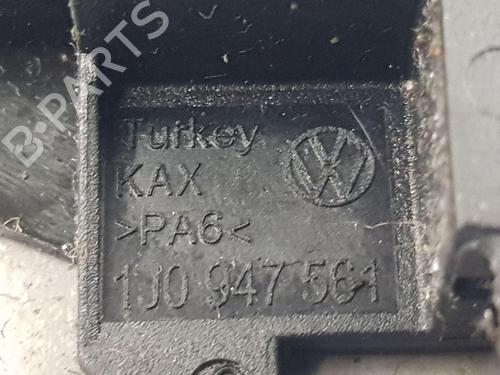 B-PARTS
Turkey
KAX
>PA6<
1J0 947 561